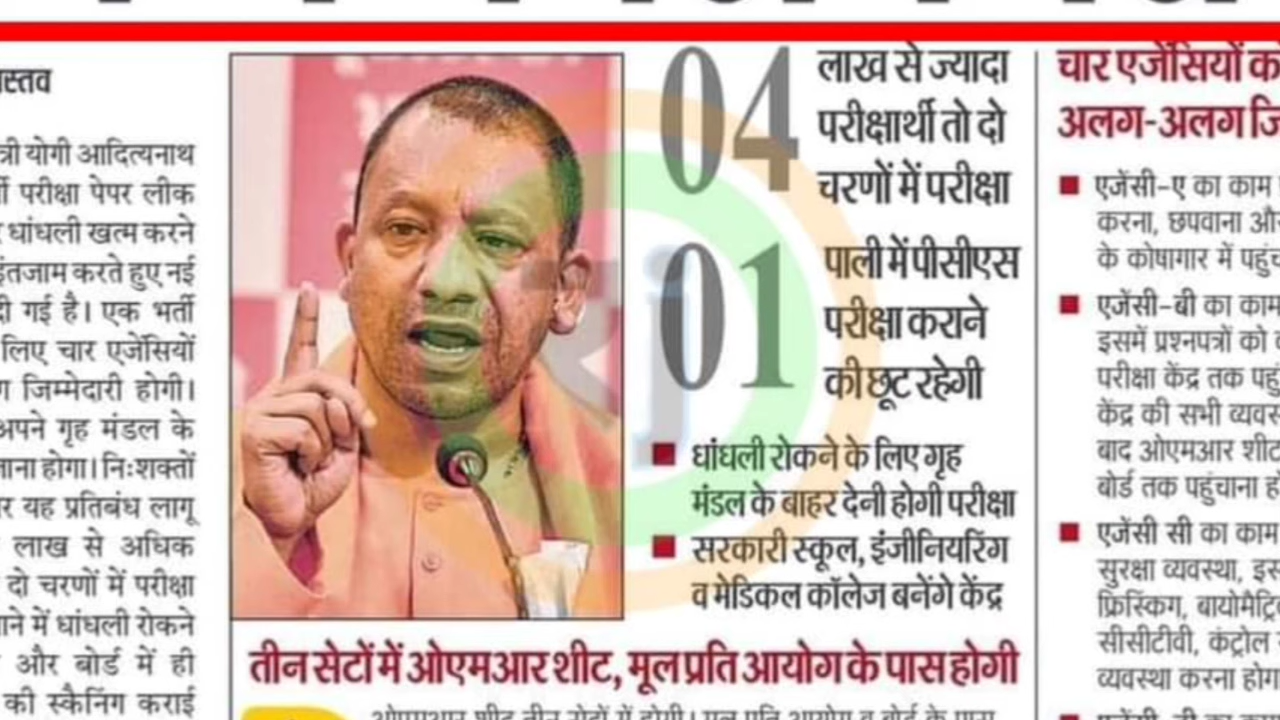 स्तव
त्री योगी आदित्यनाथ
परीक्षा पेपर लीक
धांधली खत्म करने
इंतजाम करते हुए नई
दी गई है। एक भर्ती
लिए चार एजेंसियों
जिम्मेदारी होगी।
अपने गृह मंडल के
जाना होगा। निःशक्तों
र यह प्रतिबंध लागू
लाख से अधिक
दो चरणों में परीक्षा
ाने में धांधली रोकने
और बोर्ड में ही
की स्कैनिंग कराई
04 लाख से ज्यादा
परीक्षार्थी तो दो
चरणों में परीक्षा
01 पाली में पीसीएस
परीक्षा कराने
की छूट रहेगी
धांधली रोकने के लिए गृह
मंडल के बाहर देनी होगी परीक्षा
सरकारी स्कूल, इंजीनियरिंग
व मेडिकल कॉलेज बनेंगे केंद्र
तीन सेटों में ओएमआर शीट, मूल प्रति आयोग के पास होगी
चार एजेंसियों क
अलग-अलग जि
एजेंसी-ए का काम
करना, छपवाना और
के कोषागार में पहुंच
एजेंसी-बी का काम
इसमें प्रश्नपत्रों को
परीक्षा केंद्र तक पहुं
केंद्र की सभी व्यवस्
बाद ओएमआर शीट
बोर्ड तक पहुंचाना ह
एजेंसी सी का काम
सुरक्षा व्यवस्था, इस
फ्रिस्किंग, बायोमैट्रि
सीसीटीवी, कंट्रोल
व्यवस्था करना होगा